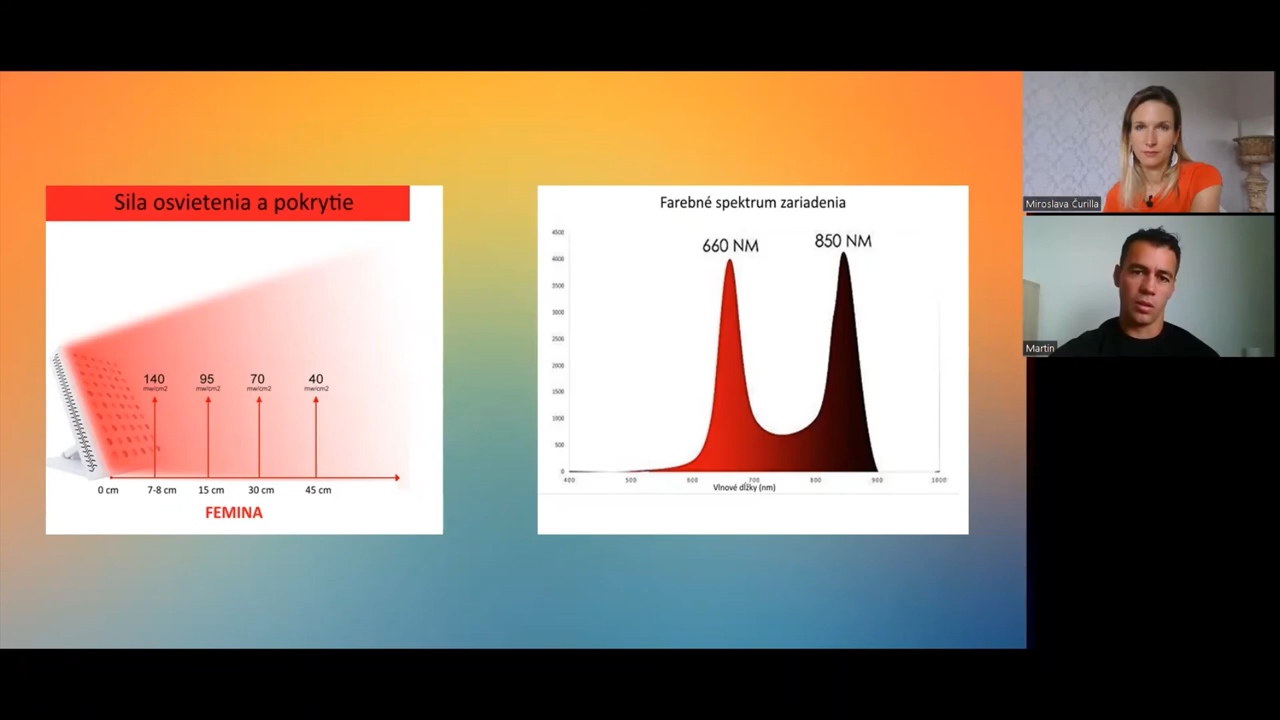 Sila osvietenia a pokrytie
140
mw/cm2
95
mw/cm2
70
mw/cm2
40
mw/cm2
0 cm
7-8 cm
15 cm
30 cm
45 cm
FEMINA
Farebné spektrum zariadenia
660 NM
850 NM
4500
4000
3500
3000
2500
2000
1500
1000
500
0
400
500
600
700
800
900
1000
Vlnové dĺžky (nm)
Miroslava Čurilla
Martin